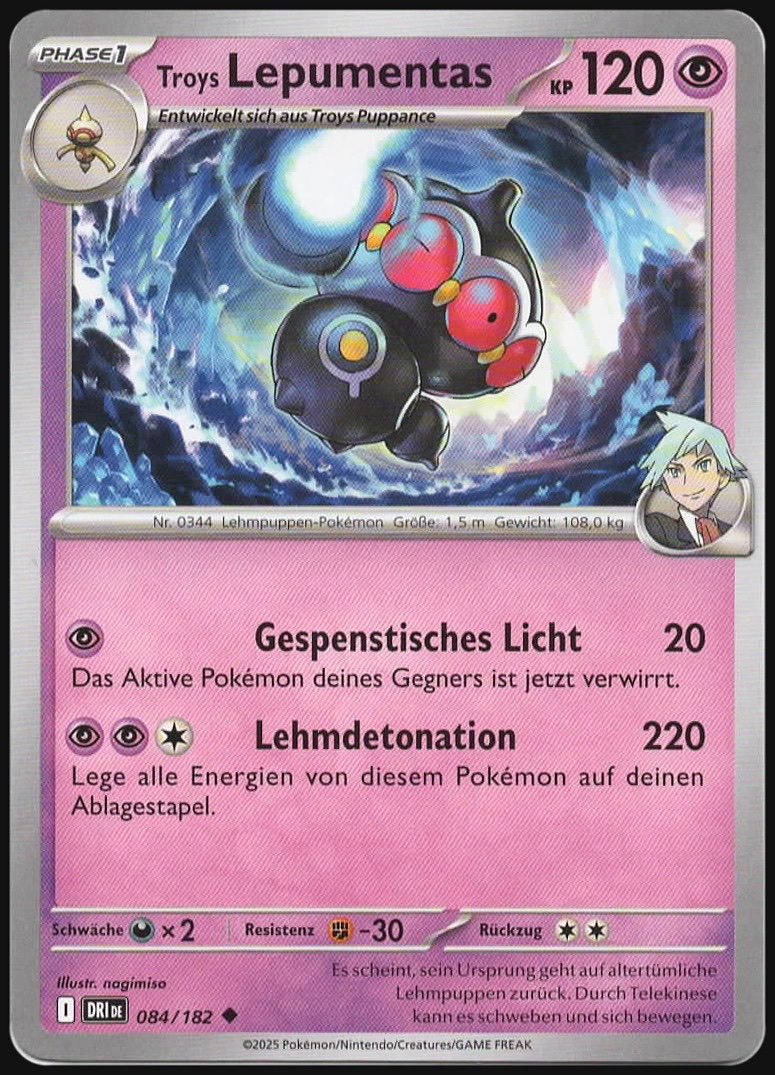 PHASE 1
Troys Lepumentas KP 120
Entwickelt sich aus Troys Puppance
Nr. 0344 Lehmpuppen-Pokémon Größe: 1,5 m Gewicht: 108,0 kg
Gespenstisches Licht 20
Das Aktive Pokémon deines Gegners ist jetzt verwirrt.
Lehmdetonation 220
Lege alle Energien von diesem Pokémon auf deinen
Ablagestapel.
Schwäche ×2 Resistenz -30 Rückzug
Illustr. nagimiso
I DRI DE 084/182
Es scheint, sein Ursprung geht auf altertümliche
Lehmpuppen zurück. Durch Telekinese
kann es schweben und sich bewegen.
©2025 Pokémon/Nintendo/Creatures/GAME FREAK